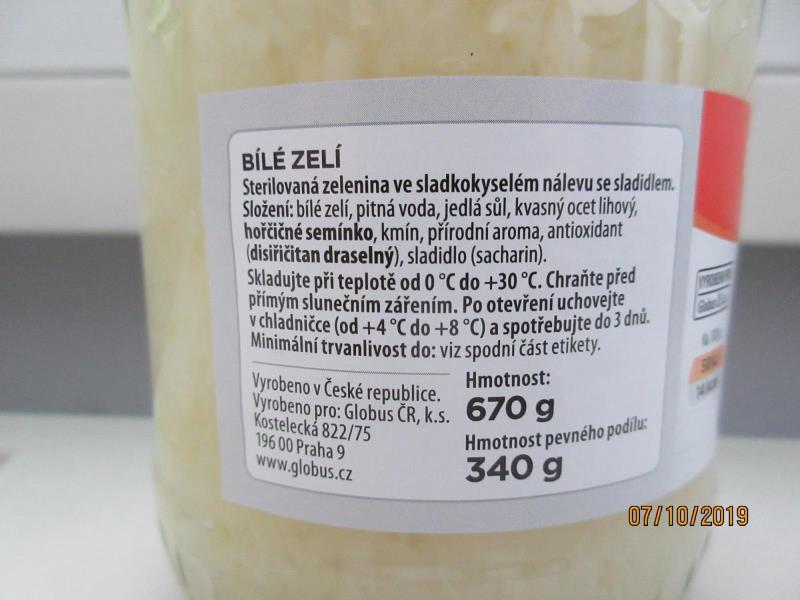 BÍLÉ ZELÍ
Sterilovaná zelenina ve sladkokyselém nálevu se sladidlem.
Složení: bílé zelí, pitná voda, jedlá sůl, kvasný ocet lihový,
hořčičné semínko, kmín, přírodní aroma, antioxidant
(disiřičitan draselný), sladidlo (sacharin).
Skladujte při teplotě od 0 °C do +30 °C. Chraňte před
přímým slunečním zářením. Po otevření uchovejte
v chladničce (od +4 °C do +8 °C) a spotřebujte do 3 dnů.
Minimální trvanlivost do: viz spodní část etikety.
Vyrobeno v České republice.
Vyrobeno pro: Globus ČR, k.s.
Kostelecká 822/75
196 00 Praha 9
www.globus.cz
Hmotnost:
670 g
Hmotnost pevného podílu:
340 g
VYROBENO PRO
Globus
07/10/2019